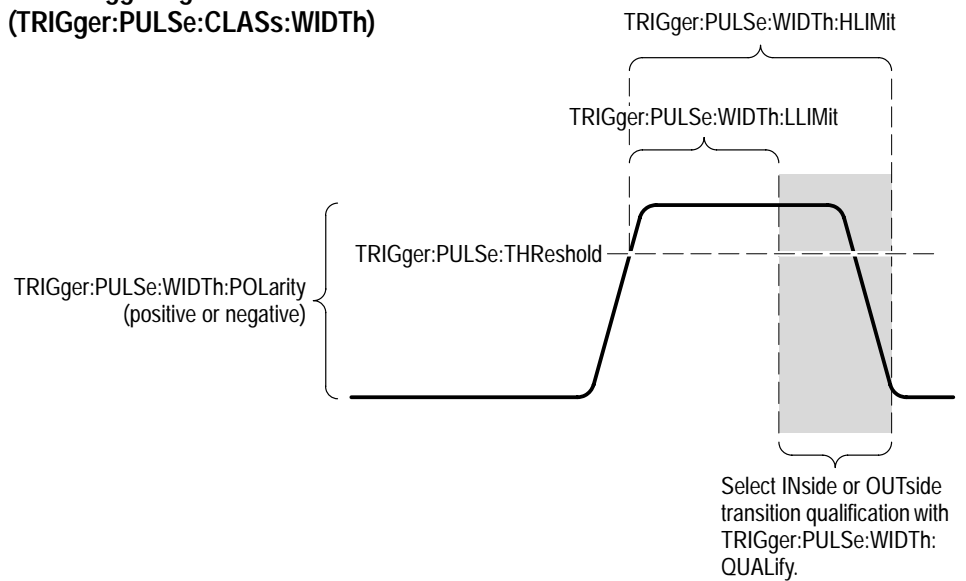 (TRIGger:PULSe:CLASs:WIDTh)
TRIGger:PULSe:WIDTh:HLIMit
TRIGger:PULSe:WIDTh:LLIMit
TRIGger:PULSe:THReshold
TRIGger:PULSe:WIDTh:POLarity
(positive or negative)
Select INside or OUTside
transition qualification with
TRIGger:PULSe:WIDTh:
QUALify.